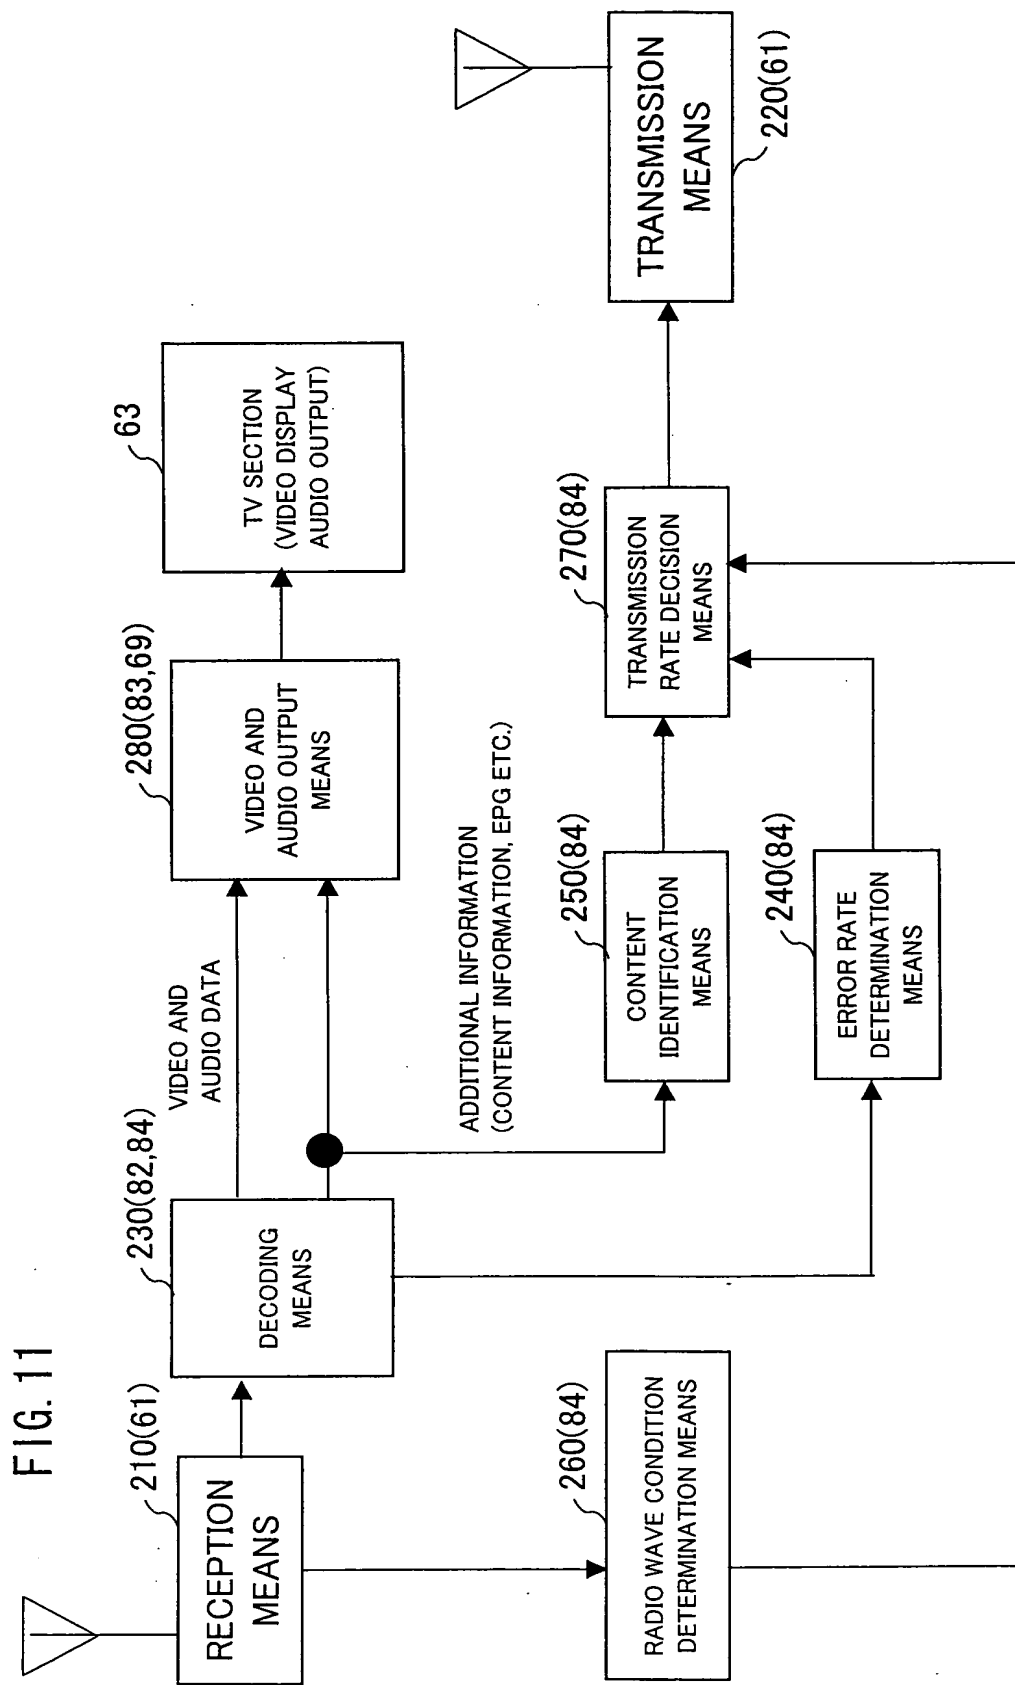 FIG. 11
210(61)
RECEPTION
MEANS
230(82,84)
DECODING
MEANS
VIDEO AND
AUDIO DATA
280(83,69)
VIDEO AND
AUDIO OUTPUT
MEANS
63
TV SECTION
(VIDEO DISPLAY
AUDIO OUTPUT)
ADDITIONAL INFORMATION
(CONTENT INFORMATION, EPG ETC.)
260(84)
RADIO WAVE CONDITION
DETERMINATION MEANS
250(84)
CONTENT
IDENTIFICATION
MEANS
240(84)
ERROR RATE
DETERMINATION
MEANS
270(84)
TRANSMISSION
RATE DECISION
MEANS
TRANSMISSION
MEANS
220(61)